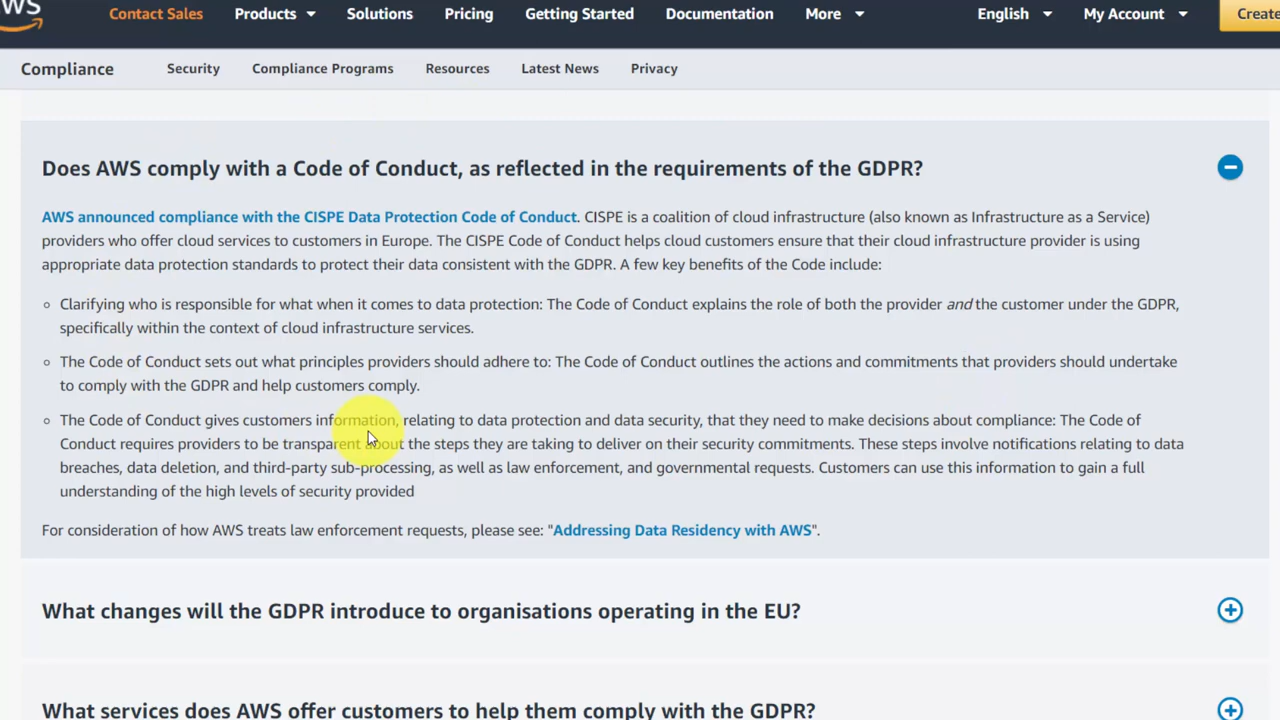 Contact Sales Products Solutions Pricing Getting Started Documentation More English My Account Create
Compliance Security Compliance Programs Resources Latest News Privacy
Does AWS comply with a Code of Conduct, as reflected in the requirements of the GDPR?
AWS announced compliance with the CISPE Data Protection Code of Conduct. CISPE is a coalition of cloud infrastructure (also known as Infrastructure as a Service)
providers who offer cloud services to customers in Europe. The CISPE Code of Conduct helps cloud customers ensure that their cloud infrastructure provider is using
appropriate data protection standards to protect their data consistent with the GDPR. A few key benefits of the Code include:
Clarifying who is responsible for what when it comes to data protection: The Code of Conduct explains the role of both the provider and the customer under the GDPR,
specifically within the context of cloud infrastructure services.
The Code of Conduct sets out what principles providers should adhere to: The Code of Conduct outlines the actions and commitments that providers should undertake
to comply with the GDPR and help customers comply.
The Code of Conduct gives customers information, relating to data protection and data security, that they need to make decisions about compliance: The Code of
Conduct requires providers to be transparent about the steps they are taking to deliver on their security commitments. These steps involve notifications relating to data
breaches, data deletion, and third-party sub-processing, as well as law enforcement, and governmental requests. Customers can use this information to gain a full
understanding of the high levels of security provided
For consideration of how AWS treats law enforcement requests, please see: "Addressing Data Residency with AWS".
What changes will the GDPR introduce to organisations operating in the EU?
What services does AWS offer customers to help them comply with the GDPR?